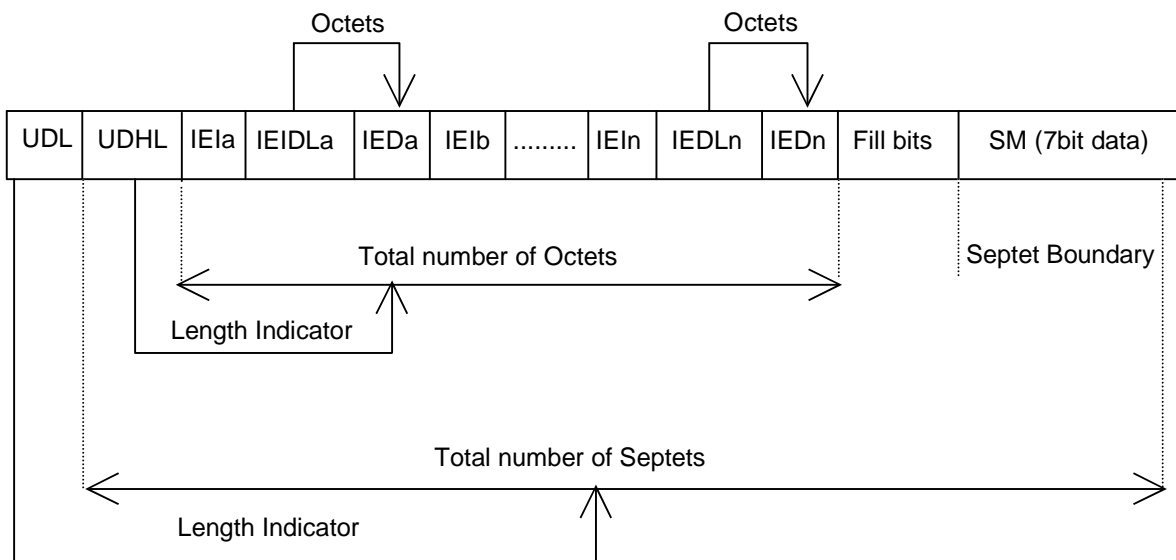 Octets Octets
UDL UDHL IEIa IEIDLa IEDa IEIb ......... IEIn IEDLn IEDn Fill bits SM (7bit data)
Total number of Octets
Septet Boundary
Length Indicator
Total number of Septets
Length Indicator